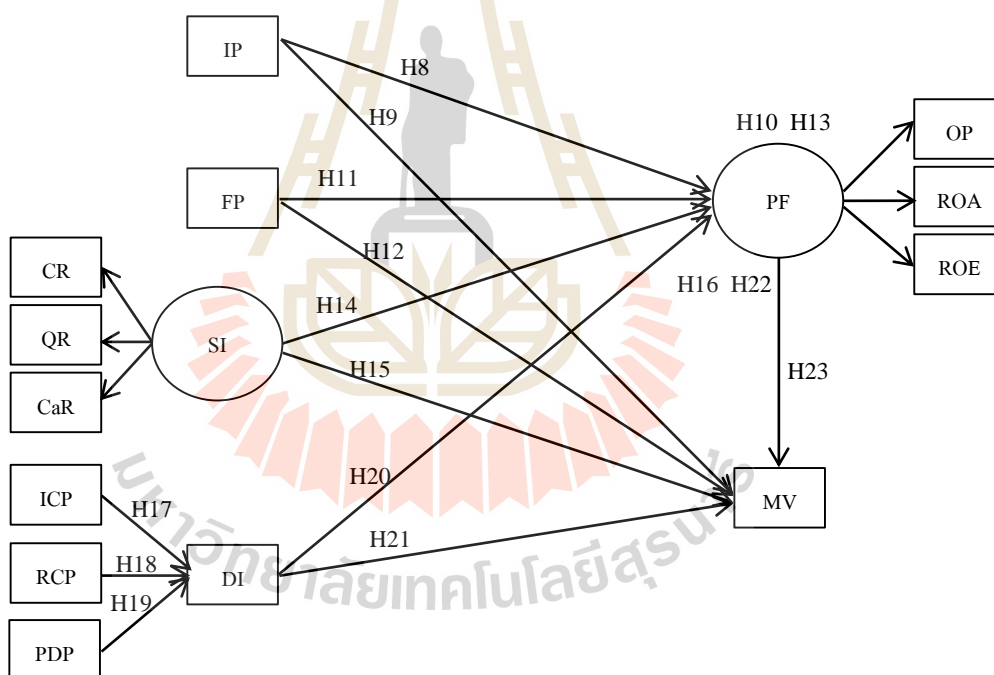 IP
H8
H9
H10 H13
OP
FP
H11
PF
ROA
H12
ROE
CR
H16 H22
H14
QR
SI
H15
H23
CaR
H20
ICP
H17
MV
H21
RCP
H18
DI
H19
PDP
มหาวิทยาลัยเทคโนโลยีสุรนารี